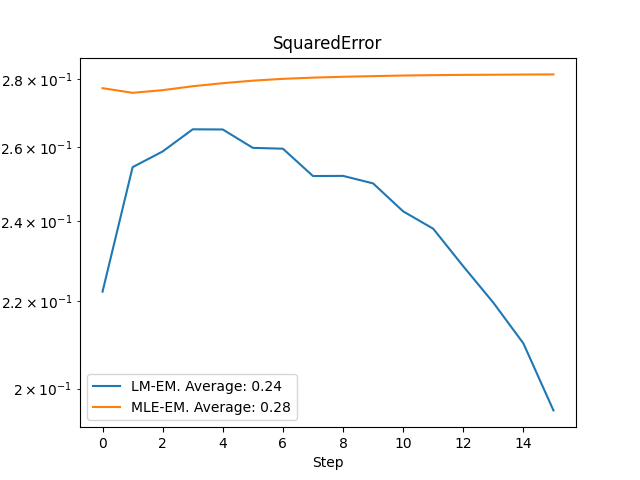 SquaredError
2.8 × 10⁻¹
2.6 × 10⁻¹
2.4 × 10⁻¹
2.2 × 10⁻¹
2 × 10⁻¹
LM-EM. Average: 0.24
MLE-EM. Average: 0.28
0 2 4 6 8 10 12 14
Step